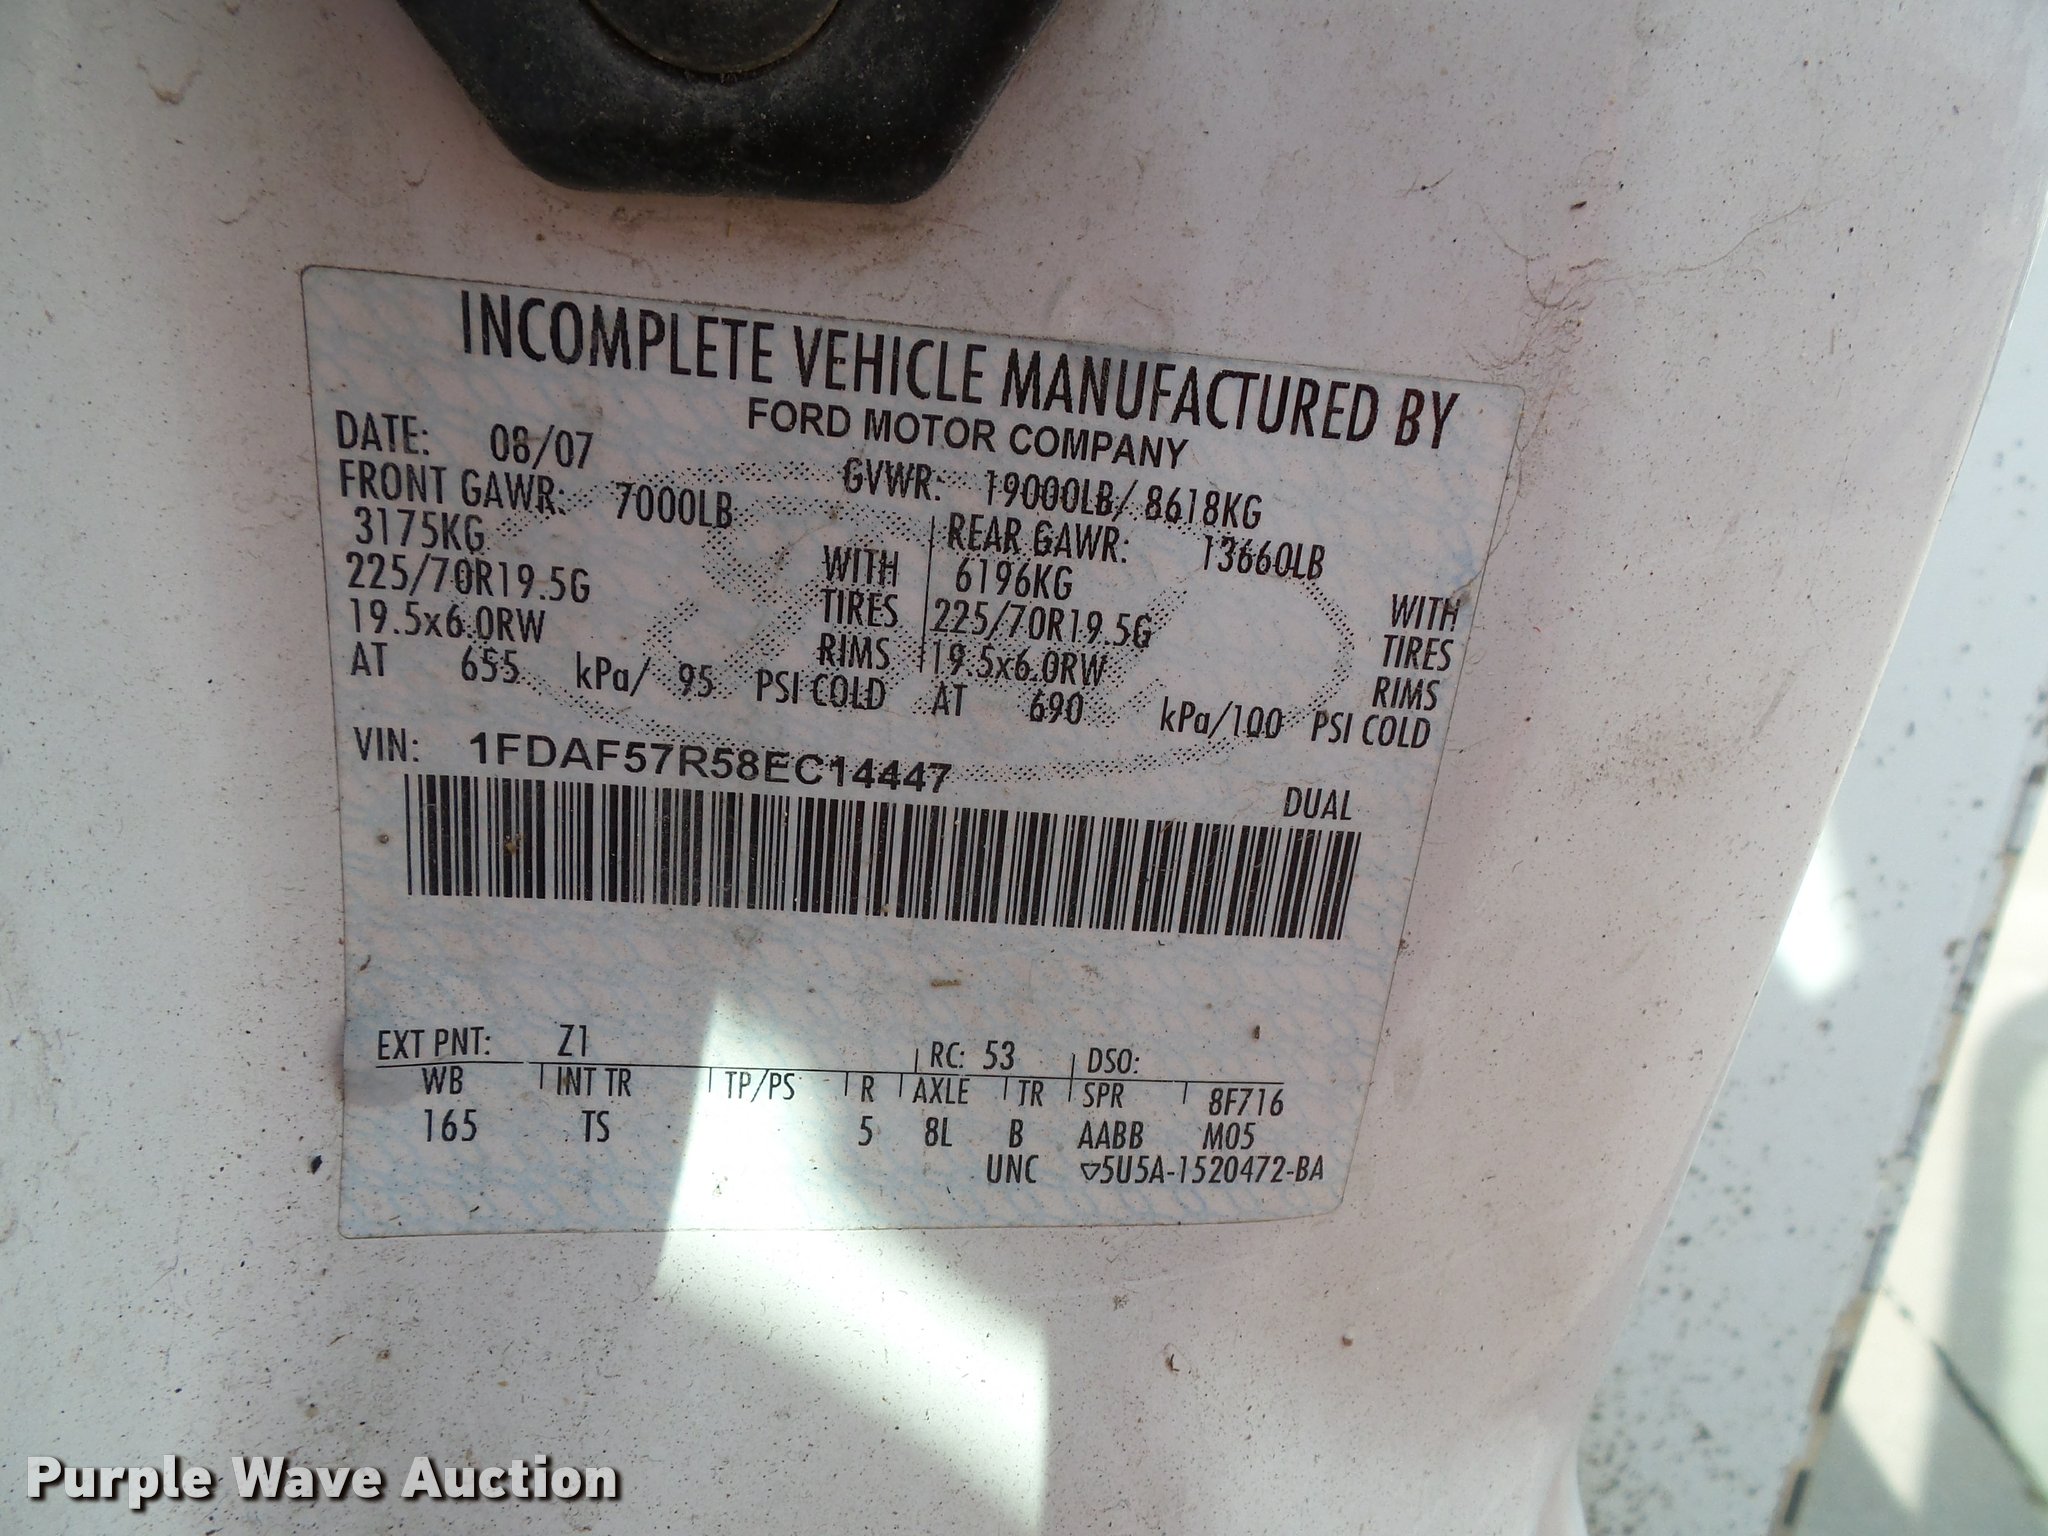 INCOMPLETE VEHICLE MANUFACTURED BY
FORD MOTOR COMPANY
DATE: 08/07 GVWR: 19000LB/ 8618KG
FRONT GAWR: 7000LB REAR GAWR: 13660LB
3175KG WITH 6196KG WITH
225/70R19.5G TIRES 225/70R19.5G TIRES
19.5x6.0RW RIMS 19.5x6.0RW RIMS
AT 655 kPa/ 95 PSI COLD AT 690 kPa/100 PSI COLD
VIN: 1FDAF57R58EC14447
DUAL
EXT PNT: Z1 RC: 53 DSO:
WB INT TR TP/PS R AXLE TR SPR 8F716
165 TS 5 8L B AABB M05
UNC ▽5U5A-1520472-BA
Purple Wave Auction